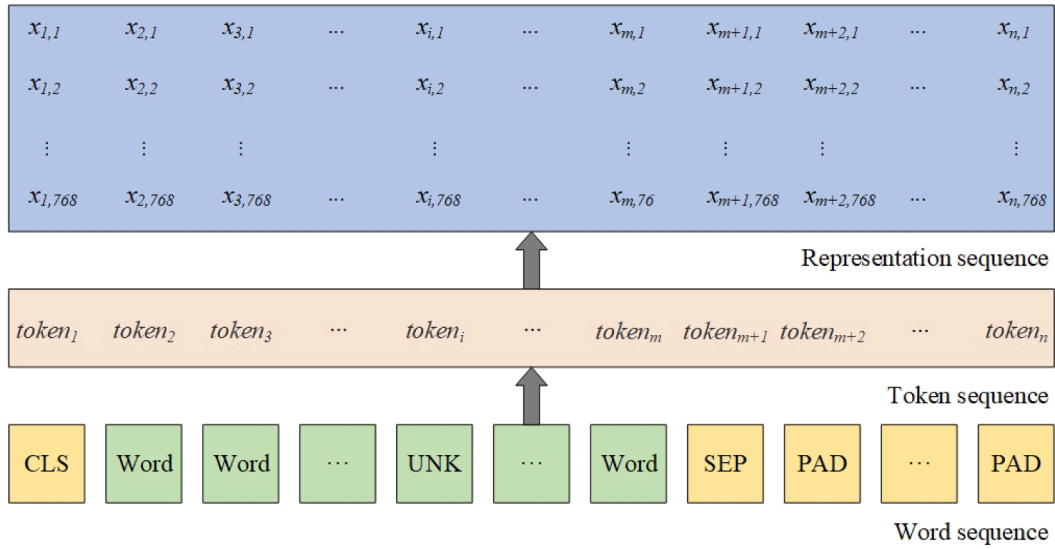 x1,1 x2,1 x3,1 ... xi,1 ... xm,1 xm+1,1 xm+2,1 ... xn,1
x1,2 x2,2 x3,2 ... xi,2 ... xm,2 xm+1,2 xm+2,2 ... xn,2
⋮ ⋮ ⋮ ⋮ ⋮ ⋮ ⋮ ⋮
x1,768 x2,768 x3,768 ... xi,768 ... xm,76 xm+1,768 xm+2,768 ... xn,768
Representation sequence
token1 token2 token3 ... tokeni ... tokenm tokenm+1 tokenm+2 ... tokenn
Token sequence
CLS Word Word ... UNK ... Word SEP PAD ... PAD
Word sequence